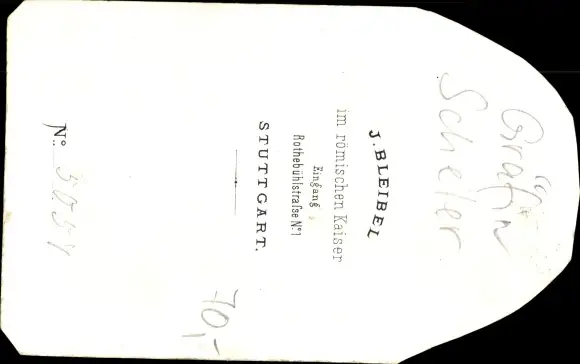 Gräfin
Scheler
J. BLEIBEL
im römischen Kaiser
Eingang
Rothebühlstraſse Nº 1
STUTTGART.
Nº: 5051
70,-